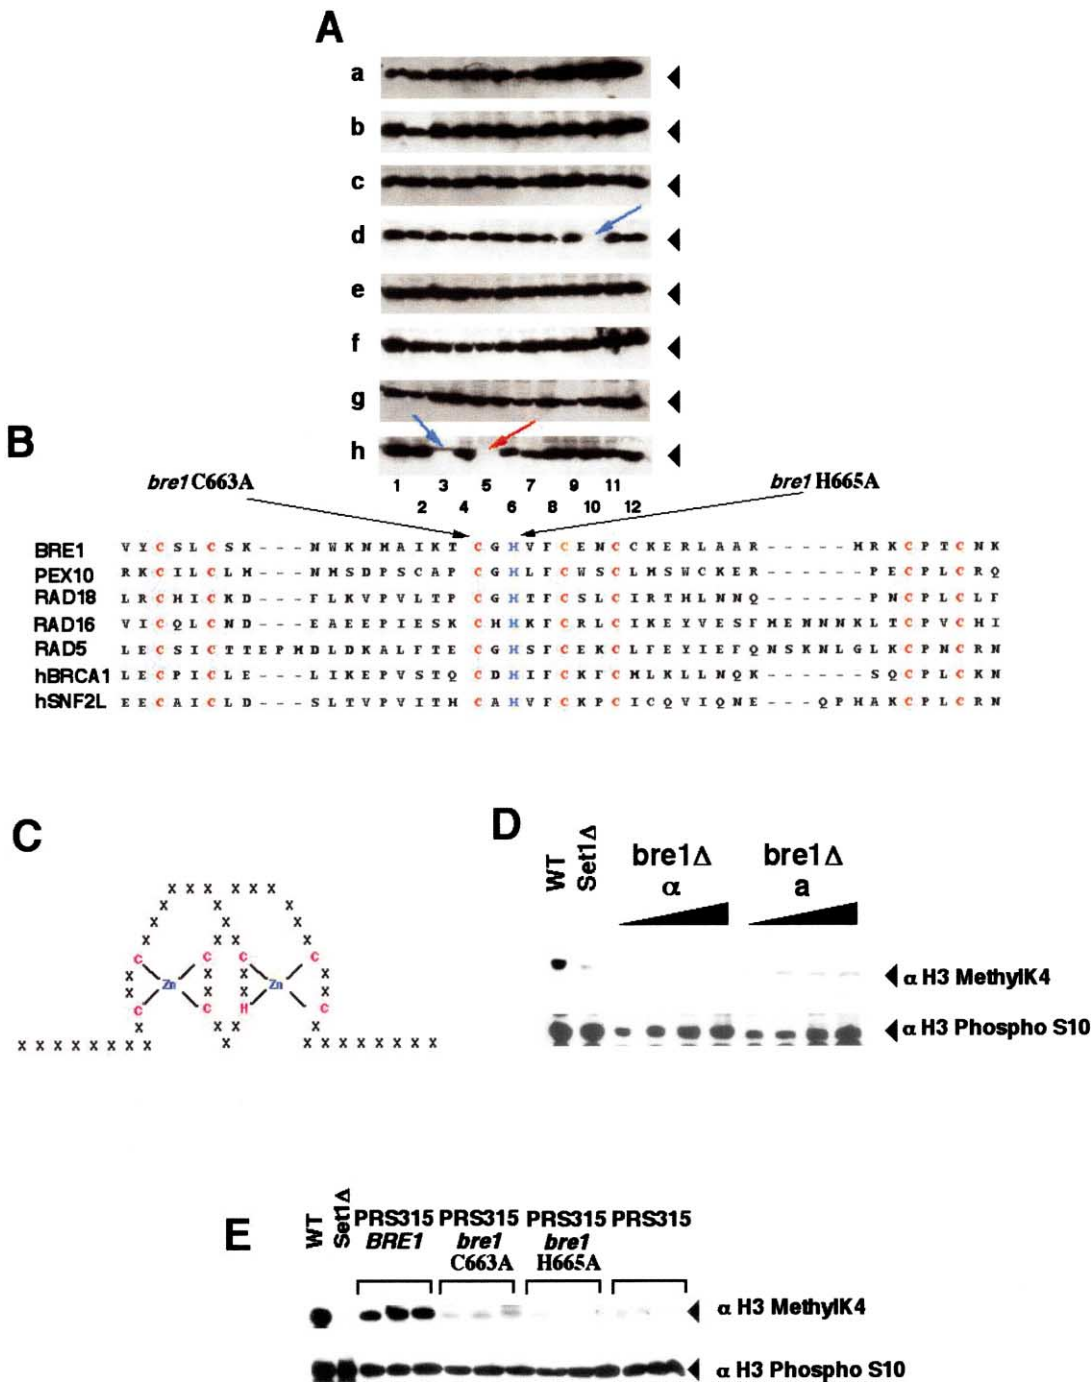 A
a
b
c
d
e
f
g
h
1 3 5 7 9 11
2 4 6 8 10 12
B
bre1 C663A
bre1 H665A
BRE1 V Y C S L C S K - - - N W K N M A I K T C G H V F C E N C C K E R L A A R - - - - - M R K C P T C N K
PEX10 R K C I L C L M - - - N M S D P S C A P C G H L F C W S C L M S W C K E R - - - - - - P E C P L C R Q
RAD18 L R C H I C K D - - - F L K V P V L T P C G H T F C S L C I R T H L N N Q - - - - - - P N C P L C L F
RAD16 V I C Q L C N D - - - E A E E P I E S K C H H K F C R L C I K E Y V E S F M E N N N K L T C P V C H I
RAD5 L E C S I C T T E P M D L D K A L F T E C G H S F C E K C L F E Y I E F Q N S K N L G L K C P N C R N
hBRCA1 L E C P I C L E - - - L I K E P V S T Q C D H I F C K F C M L K L L N Q K - - - - - - S Q C P L C K N
hSNF2L E E C A I C L D - - - S L T V P V I T H C A H V F C K P C I C Q V I Q N E - - - Q P H A K C P L C R N
C
X X X X X X
X X X X
X X X X
X X X X
C C C C
X X X X
Zn Zn
X X X X
C C H C
X X X X
X X X X X X X X X X X X X X X X
D
WT
Set1Δ
bre1Δ
α
bre1Δ
a
α H3 MethylK4
α H3 Phospho S10
E
WT
Set1Δ
PRS315 PRS315 PRS315 PRS315
BRE1 bre1 bre1
C663A H665A
α H3 MethylK4
α H3 Phospho S10